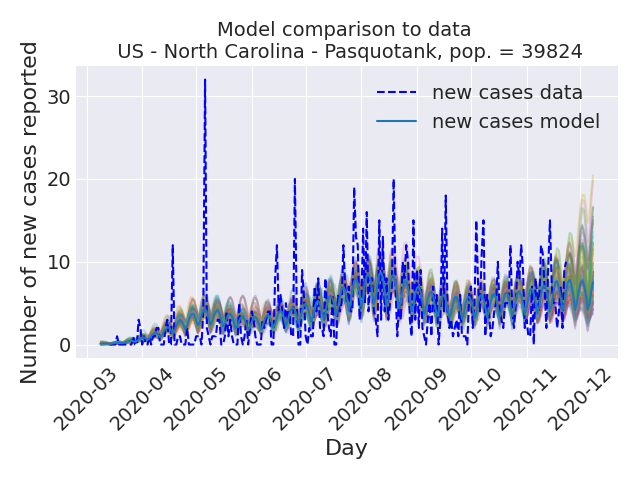 Model comparison to data
US - North Carolina - Pasquotank, pop. = 39824
Number of new cases reported
30
20
10
0
new cases data
new cases model
2020-03
2020-04
2020-05
2020-06
2020-07
2020-08
2020-09
2020-10
2020-11
2020-12
Day